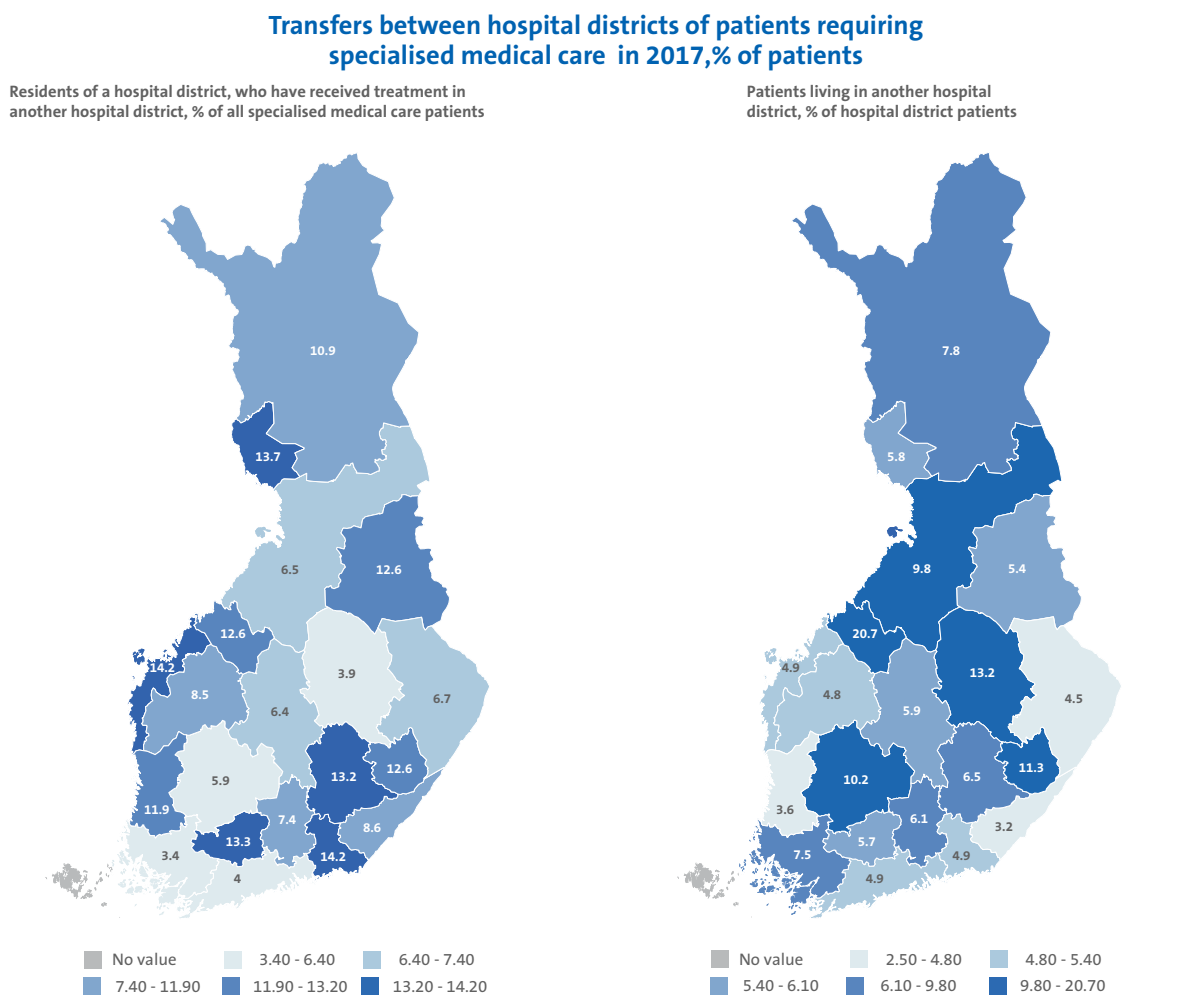 Transfers between hospital districts of patients requiring
specialised medical care in 2017,% of patients
Residents of a hospital district, who have received treatment in
another hospital district, % of all specialised medical care patients
10.9
13.7
6.5
12.6
12.6
14.2
8.5
3.9
6.4
6.7
5.9
13.2
12.6
11.9
7.4
8.6
13.3
3.4
14.2
4
No value
3.40 - 6.40
6.40 - 7.40
7.40 - 11.90
11.90 - 13.20
13.20 - 14.20
Patients living in another hospital
district, % of hospital district patients
7.8
5.8
9.8
5.4
20.7
4.9
4.8
13.2
5.9
4.5
10.2
6.5
11.3
3.6
6.1
3.2
5.7
7.5
4.9
4.9
No value
2.50 - 4.80
4.80 - 5.40
5.40 - 6.10
6.10 - 9.80
9.80 - 20.70